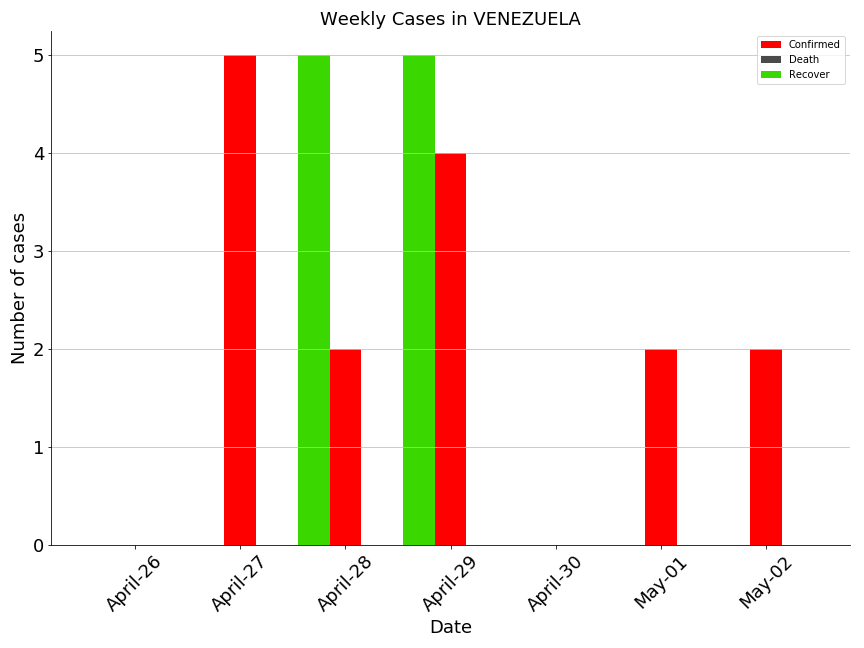 Weekly Cases in VENEZUELA
Confirmed
Death
Recover
Number of cases
5
4
3
2
1
0
April-26
April-27
April-28
April-29
April-30
May-01
May-02
Date